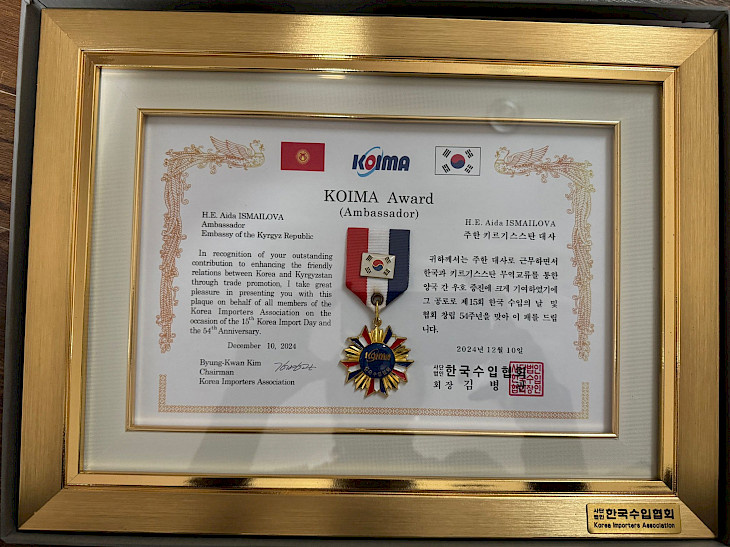 KOIMA
KOIMA Award
(Ambassador)
H.E. Aida ISMAILOVA
Ambassador
Embassy of the Kyrgyz Republic
In recognition of your outstanding
contribution to enhancing the friendly
relations between Korea and Kyrgyzstan
through trade promotion, I take great
pleasure in presenting you with this
plaque on behalf of all members of the
Korea Importers Association on the
occasion of the 15th Korea Import Day and
the 54th Anniversary.
December 10, 2024
Byung-Kwan Kim
Chairman
Korea Importers Association
H.E. Aida ISMAILOVA
주한 키르기스스탄 대사
귀하께서는 주한 대사로 근무하면서
한국과 키르기스스탄 무역교류를 통한
양국 간 우호 증진에 크게 기여하였기에
그 공로로 제15회 한국 수입의 날 및
협회 창립 54주년을 맞아 이 패를 드립
니다.
2024년 12월 10일
사단법인 한국수입협회
회장 김병관
KOIMA
사단법인 한국수입협회
Korea Importers Association